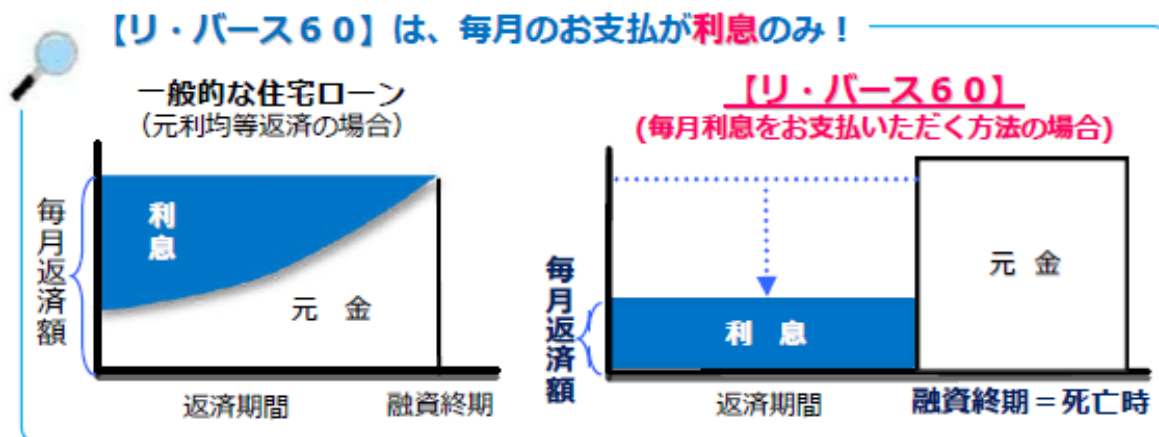 【リ・バース６０】は、毎月のお支払が利息のみ！
一般的な住宅ローン
（元利均等返済の場合）
毎月返済額
利息
元　金
返済期間
融資終期
【リ・バース６０】
(毎月利息をお支払いただく方法の場合)
毎月返済額
利　息
元　金
返済期間
融資終期＝死亡時